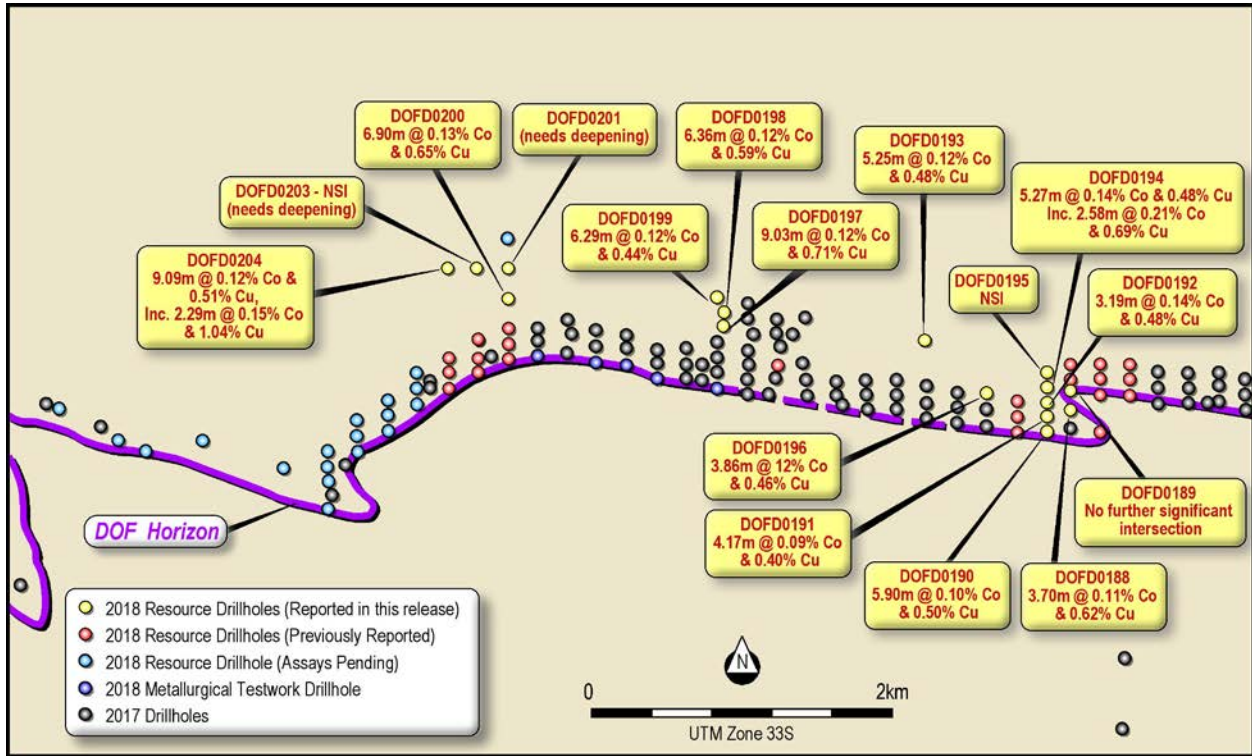 DOFD0200
6.90m @ 0.13% Co
& 0.65% Cu
DOFD0201
(needs deepening)
DOFD0198
6.36m @ 0.12% Co
& 0.59% Cu
DOFD0193
5.25m @ 0.12% Co
& 0.48% Cu
DOFD0194
5.27m @ 0.14% Co & 0.48% Cu
Inc. 2.58m @ 0.21% Co
& 0.69% Cu
DOFD0203 - NSI
(needs deepening)
DOFD0199
6.29m @ 0.12% Co
& 0.44% Cu
DOFD0197
9.03m @ 0.12% Co
& 0.71% Cu
DOFD0204
9.09m @ 0.12% Co &
0.51% Cu,
Inc. 2.29m @ 0.15% Co
& 1.04% Cu
DOFD0195
NSI
DOFD0192
3.19m @ 0.14% Co
& 0.48% Cu
DOFD0196
3.86m @ 12% Co
& 0.46% Cu
DOFD0189
No further significant
intersection
DOFD0191
4.17m @ 0.09% Co
& 0.40% Cu
DOFD0190
5.90m @ 0.10% Co
& 0.50% Cu
DOFD0188
3.70m @ 0.11% Co
& 0.62% Cu
DOF Horizon
2018 Resource Drillholes (Reported in this release)
2018 Resource Drillholes (Previously Reported)
2018 Resource Drillhole (Assays Pending)
2018 Metallurgical Testwork Drillhole
2017 Drillholes
N
0
2km
UTM Zone 33S